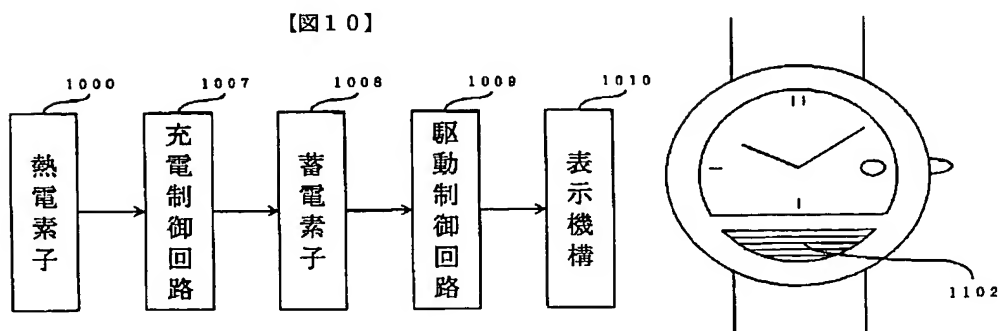 【図10】
1000
1007
1008
1009
1010
熱電素子
充電制御回路
蓄電素子
駆動制御回路
表示機構
1102